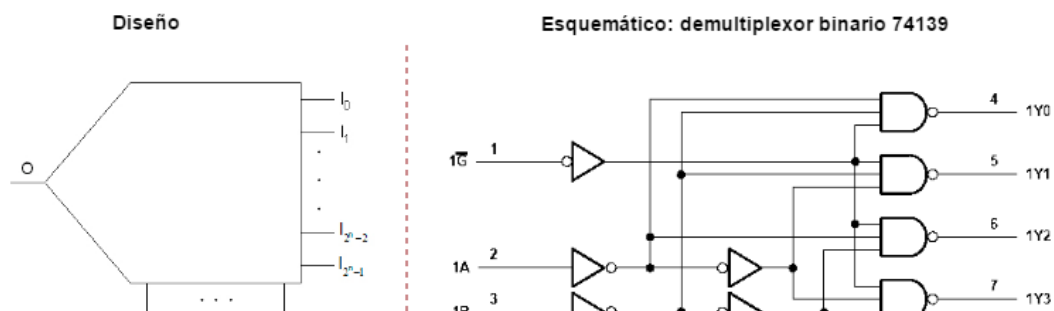 Diseño
Esquemático: demultiplexor binario 74139
O
I₀
I₁
I₂ⁿ₋₂
I₂ⁿ₋₁
. . .
1G̅ 1
1A 2
1B 3
4 1Y0
5 1Y1
6 1Y2
7 1Y3